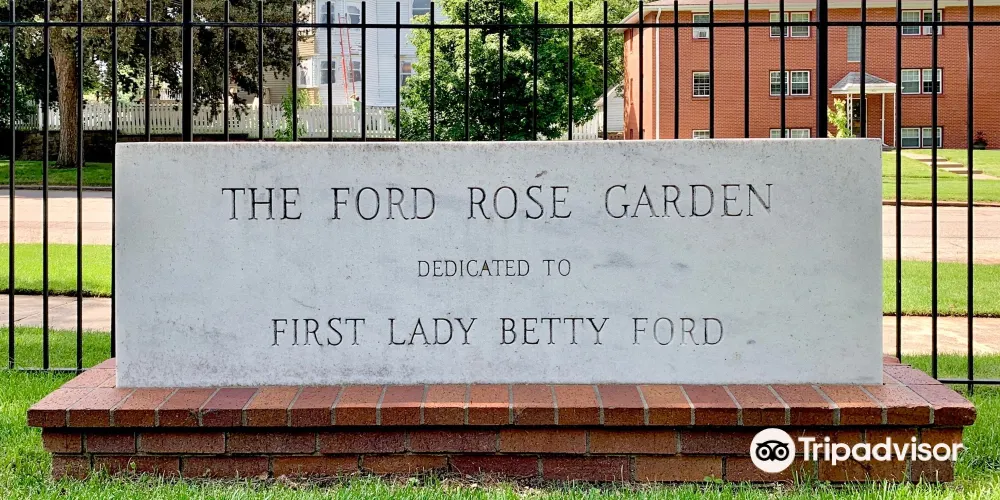 THE FORD ROSE GARDEN
DEDICATED TO
FIRST LADY BETTY FORD
Tripadvisor